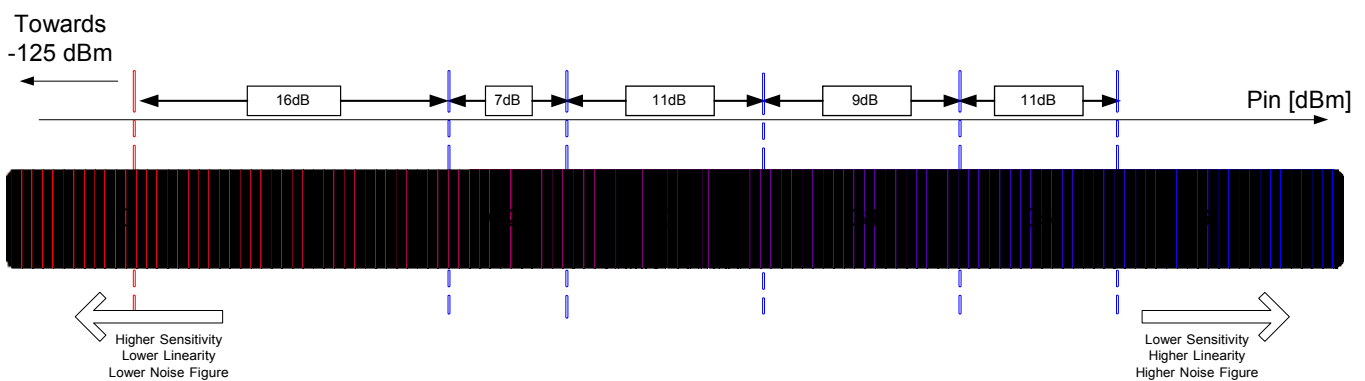 Towards
-125 dBm
16dB
7dB
11dB
9dB
11dB
Pin [dBm]
Higher Sensitivity
Lower Linearity
Lower Noise Figure
Lower Sensitivity
Higher Linearity
Higher Noise Figure